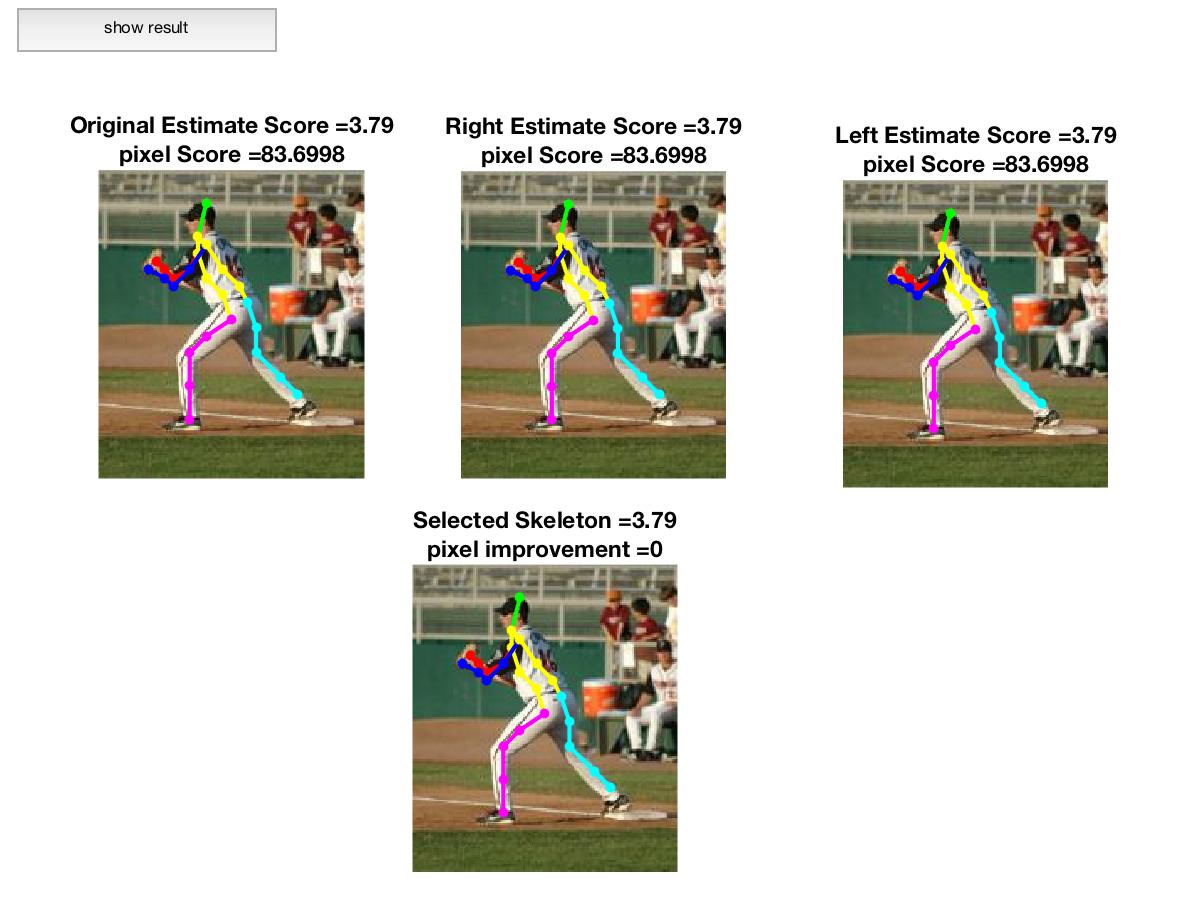 show result
Original Estimate Score =3.79
pixel Score =83.6998
Right Estimate Score =3.79
pixel Score =83.6998
Left Estimate Score =3.79
pixel Score =83.6998
Selected Skeleton =3.79
pixel improvement =0